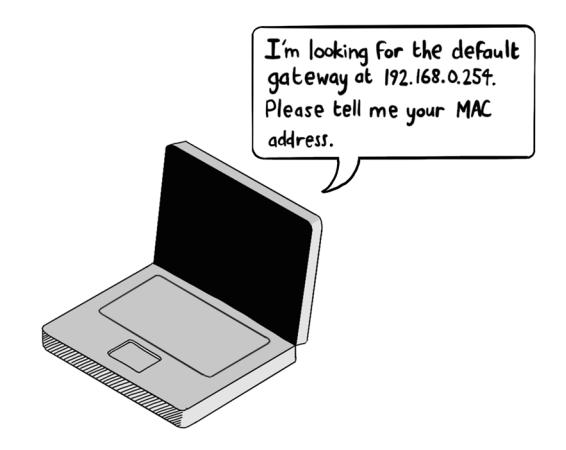 I'm looking for the default
gateway at 192.168.0.254.
Please tell me your MAC
address.